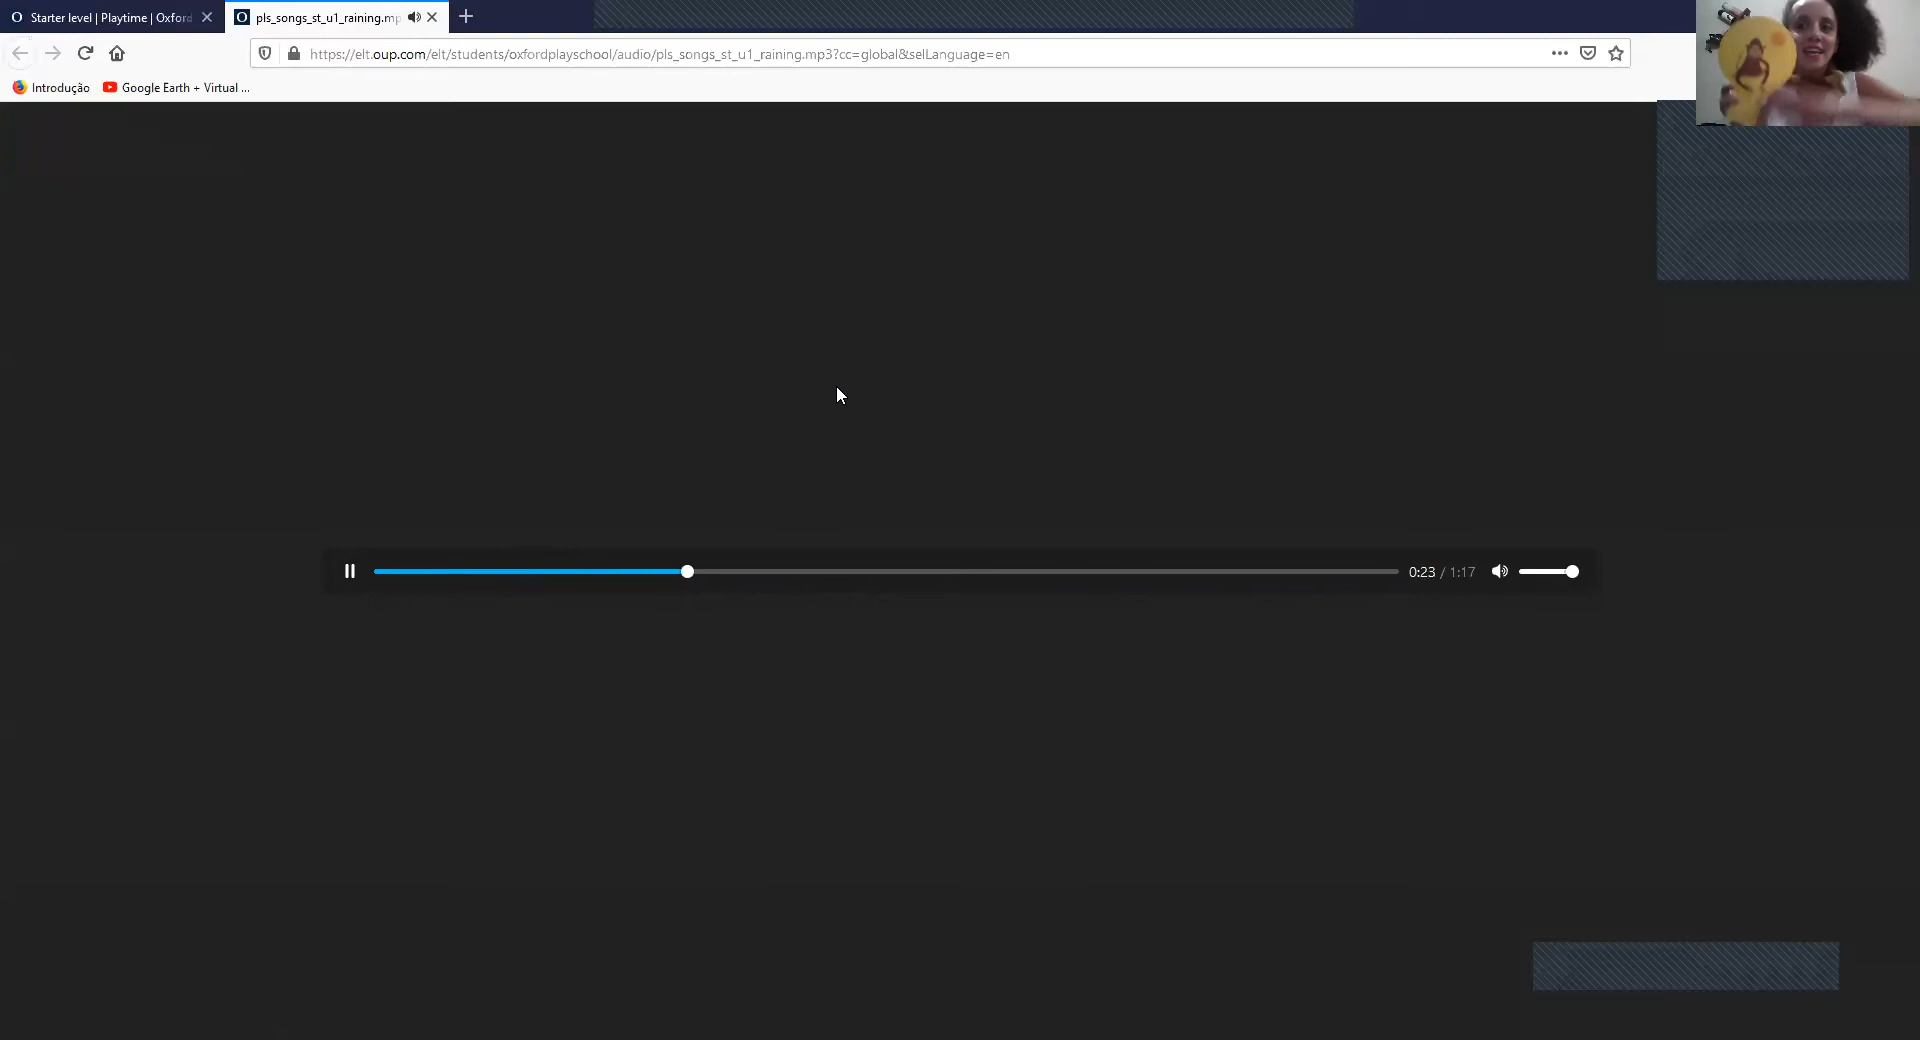 Starter level | Playtime | Oxford
pls_songs_st_u1_raining.mp
https://elt.oup.com/elt/students/oxfordplayschool/audio/pls_songs_st_u1_raining.mp3?cc=global&selLanguage=en
Introdução
Google Earth + Virtual ...
0:23 / 1:17